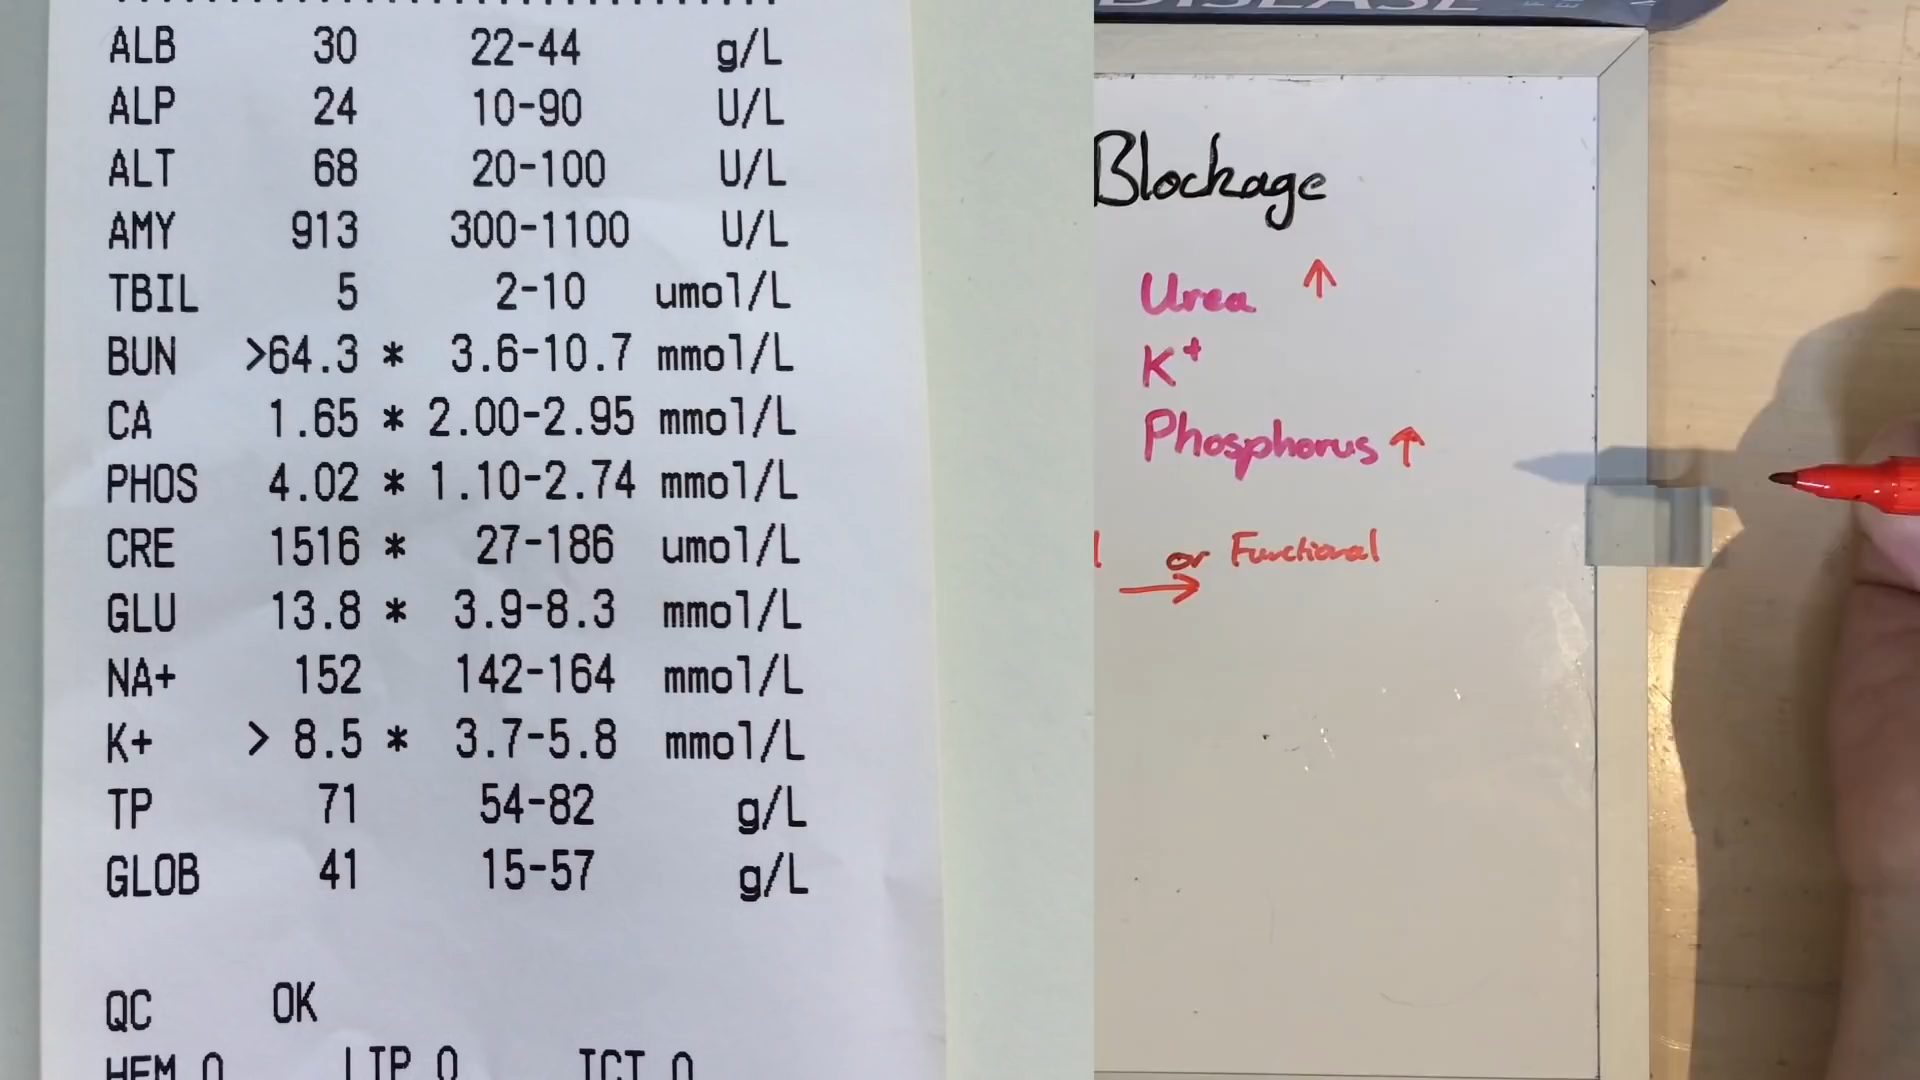 ALB 30 22-44 g/L
ALP 24 10-90 U/L
ALT 68 20-100 U/L
AMY 913 300-1100 U/L
TBIL 5 2-10 umol/L
BUN >64.3 * 3.6-10.7 mmol/L
CA 1.65 * 2.00-2.95 mmol/L
PHOS 4.02 * 1.10-2.74 mmol/L
CRE 1516 * 27-186 umol/L
GLU 13.8 * 3.9-8.3 mmol/L
NA+ 152 142-164 mmol/L
K+ > 8.5 * 3.7-5.8 mmol/L
TP 71 54-82 g/L
GLOB 41 15-57 g/L
QC OK
HEM 0 LIP 0 ICT 0
DISEASE
Blockage
Urea ↑
K+
Phosphorus ↑
or Functional
→